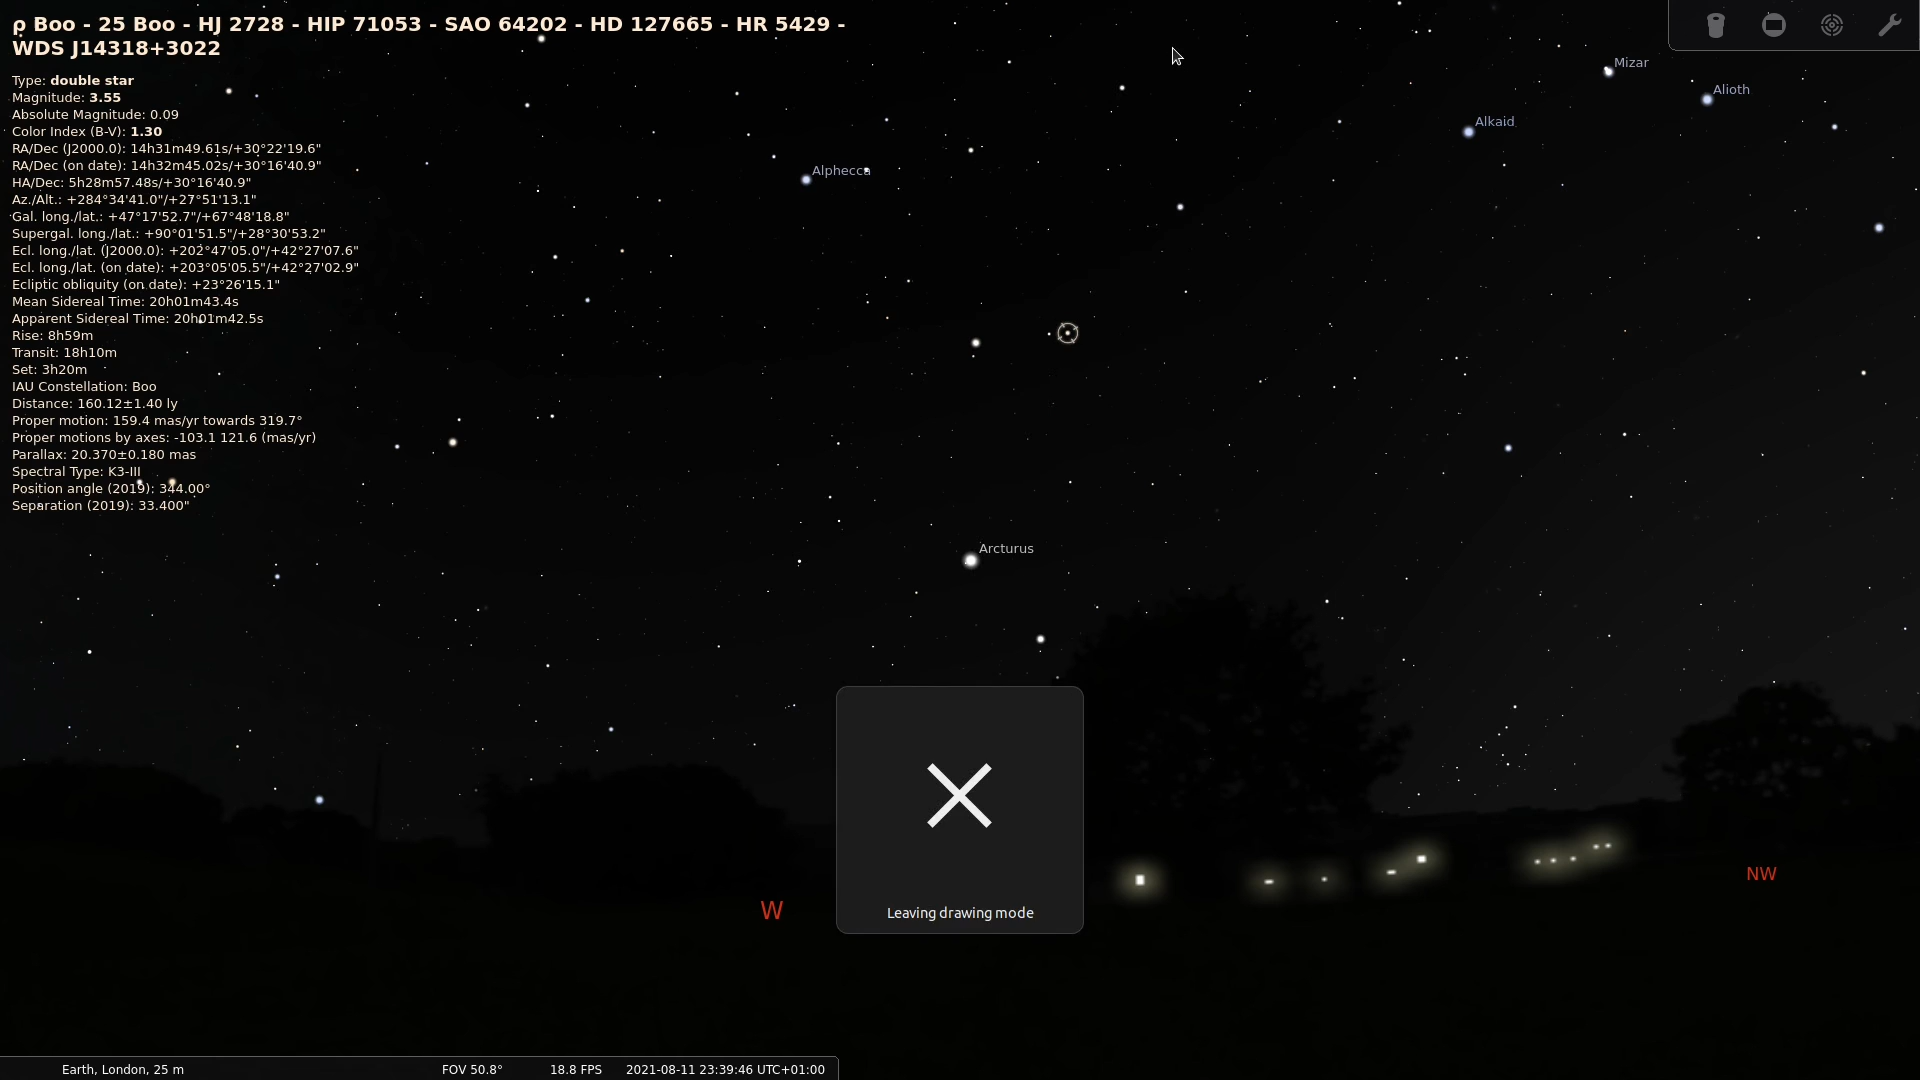 ρ Boo - 25 Boo - HJ 2728 - HIP 71053 - SAO 64202 - HD 127665 - HR 5429 -
WDS J14318+3022
Type: double star
Magnitude: 3.55
Absolute Magnitude: 0.09
Color Index (B-V): 1.30
RA/Dec (J2000.0): 14h31m49.61s/+30°22'19.6"
RA/Dec (on date): 14h32m45.02s/+30°16'40.9"
HA/Dec: 5h28m57.48s/+30°16'40.9"
Az./Alt.: +284°34'41.0"/+27°51'13.1"
Gal. long./lat.: +47°17'52.7"/+67°48'18.8"
Supergal. long./lat.: +90°01'51.5"/+28°30'53.2"
Ecl. long./lat. (J2000.0): +202°47'05.0"/+42°27'07.6"
Ecl. long./lat. (on date): +203°05'05.5"/+42°27'02.9"
Ecliptic obliquity (on date): +23°26'15.1"
Mean Sidereal Time: 20h01m43.4s
Apparent Sidereal Time: 20h01m42.5s
Rise: 8h59m
Transit: 18h10m
Set: 3h20m
IAU Constellation: Boo
Distance: 160.12±1.40 ly
Proper motion: 159.4 mas/yr towards 319.7°
Proper motions by axes: -103.1 121.6 (mas/yr)
Parallax: 20.370±0.180 mas
Spectral Type: K3-III
Position angle (2019): 344.00°
Separation (2019): 33.400"
Mizar
Alioth
Alkaid
Alphecca
Arcturus
Leaving drawing mode
W
NW
Earth, London, 25 m
FOV 50.8°
18.8 FPS
2021-08-11 23:39:46 UTC+01:00